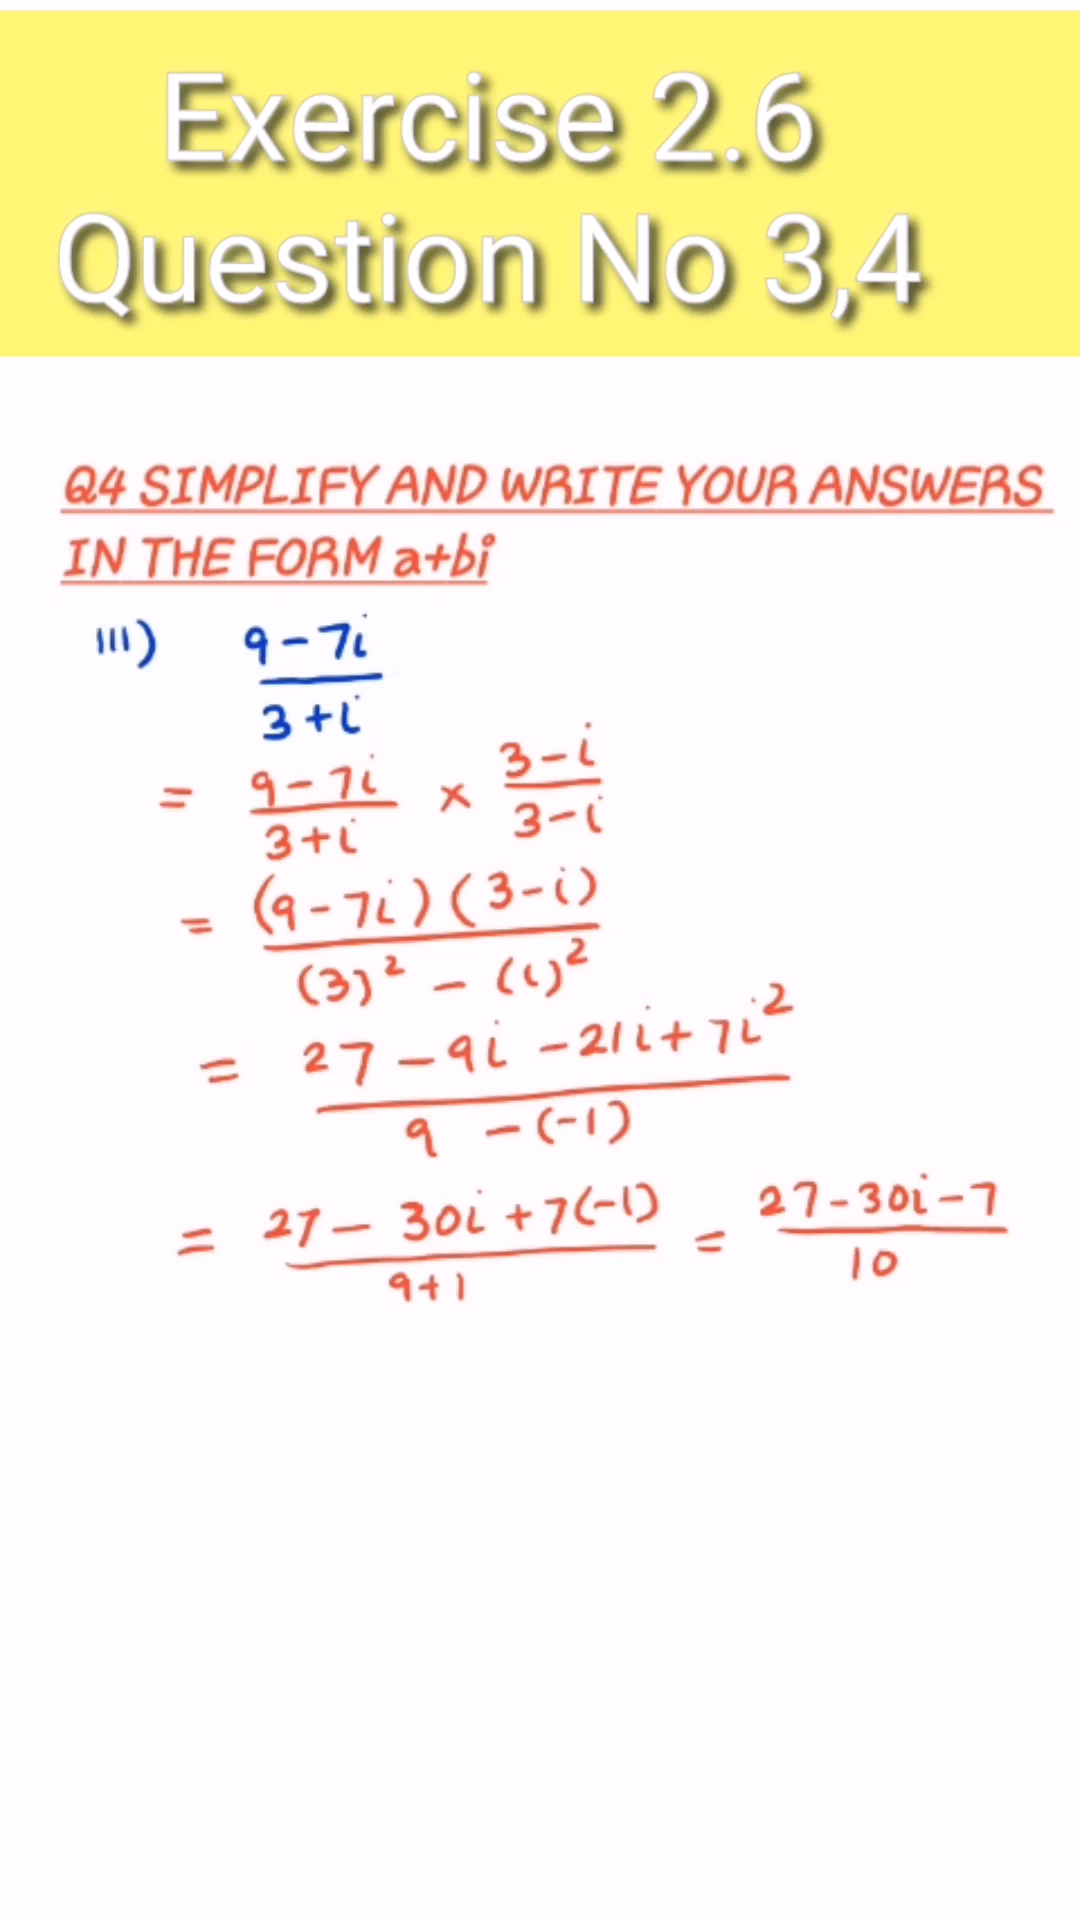 Exercise 2.6
Question No 3,4
Q4 SIMPLIFY AND WRITE YOUR ANSWERS
IN THE FORM a+bi
III) 9-7i
3+i
= 9-7i × 3-i
3+i 3-i
= (9-7i)(3-i)
(3)² - (i)²
= 27-9i-21i+7i²
9 -(-1)
= 27-30i+7(-1) = 27-30i-7
9+1 10